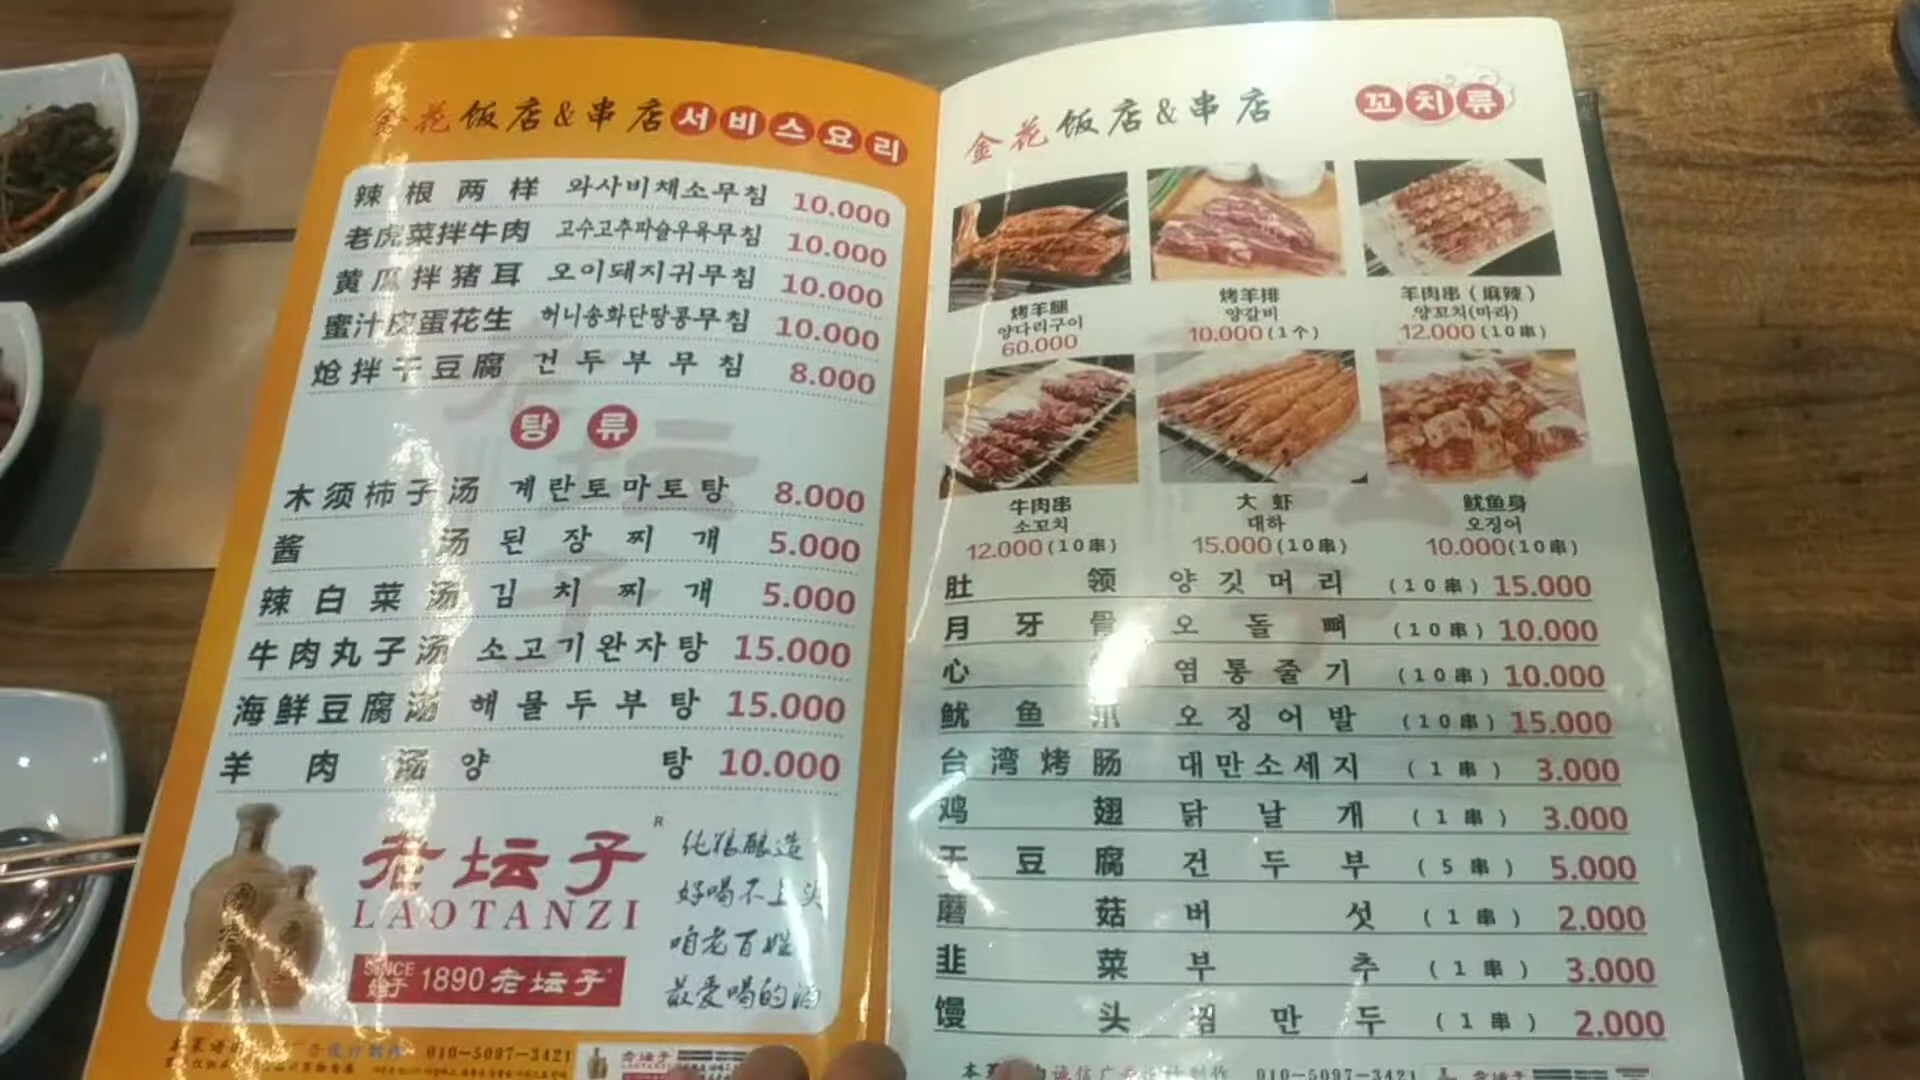 金花饭店&串店 서비스요리
辣根两样 와사비채소무침 10.000
老虎菜拌牛肉 고수고추파슬우육무침 10.000
黄瓜拌猪耳 오이돼지귀무침 10.000
蜜汁皮蛋花生 허니송화단땅콩무침 10.000
炝拌干豆腐 건두부무침 8.000
탕류
木须柿子汤 계란토마토탕 8.000
酱汤 된장찌개 5.000
辣白菜汤 김치찌개 5.000
牛肉丸子汤 소고기완자탕 15.000
海鲜豆腐汤 해물두부탕 15.000
羊肉汤 양탕 10.000
老坛子 R
LAOTANZI
SINCE 始于 1890 老坛子
纯粮酿造
好喝不上头
咱老百姓
最爱喝的酒
010-5097-3421
金花饭店&串店 꼬치류
烤羊腿
양다리구이
60.000
烤羊排
양갈비
10.000(1个)
羊肉串(麻辣)
양꼬치(마라)
12.000(10串)
牛肉串
소꼬치
12.000(10串)
大虾
대하
15.000(10串)
鱿鱼身
오징어
10.000(10串)
肚领 양깃머리 (10串) 15.000
月牙骨 오돌뼈 (10串) 10.000
心 염통줄기 (10串) 10.000
鱿鱼爪 오징어발 (10串) 15.000
台湾烤肠 대만소세지 (1串) 3.000
鸡翅 닭날개 (1串) 3.000
干豆腐 건두부 (5串) 5.000
蘑菇 버섯 (1串) 2.000
韭菜 부추 (1串) 3.000
馒头 찜만두 (1串) 2.000
诚信广告设计制作 010-5097-3421